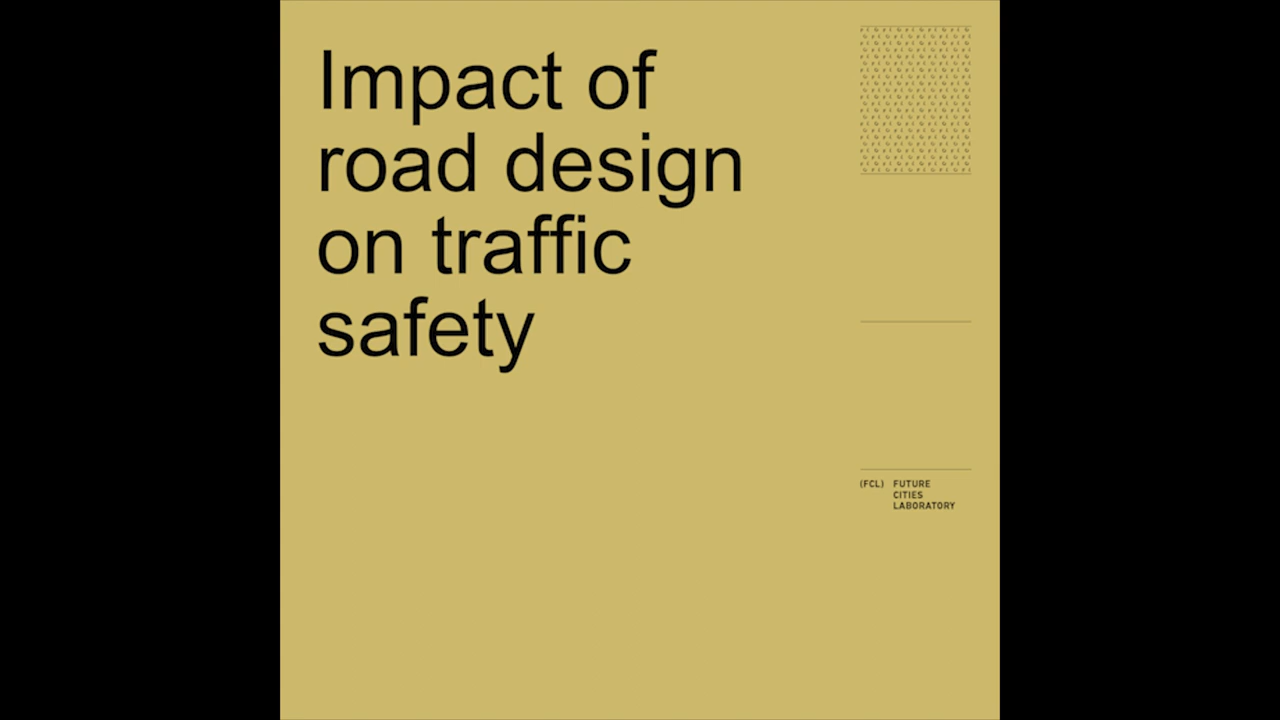 Impact of
road design
on traffic
safety
(FCL) FUTURE
CITIES
LABORATORY